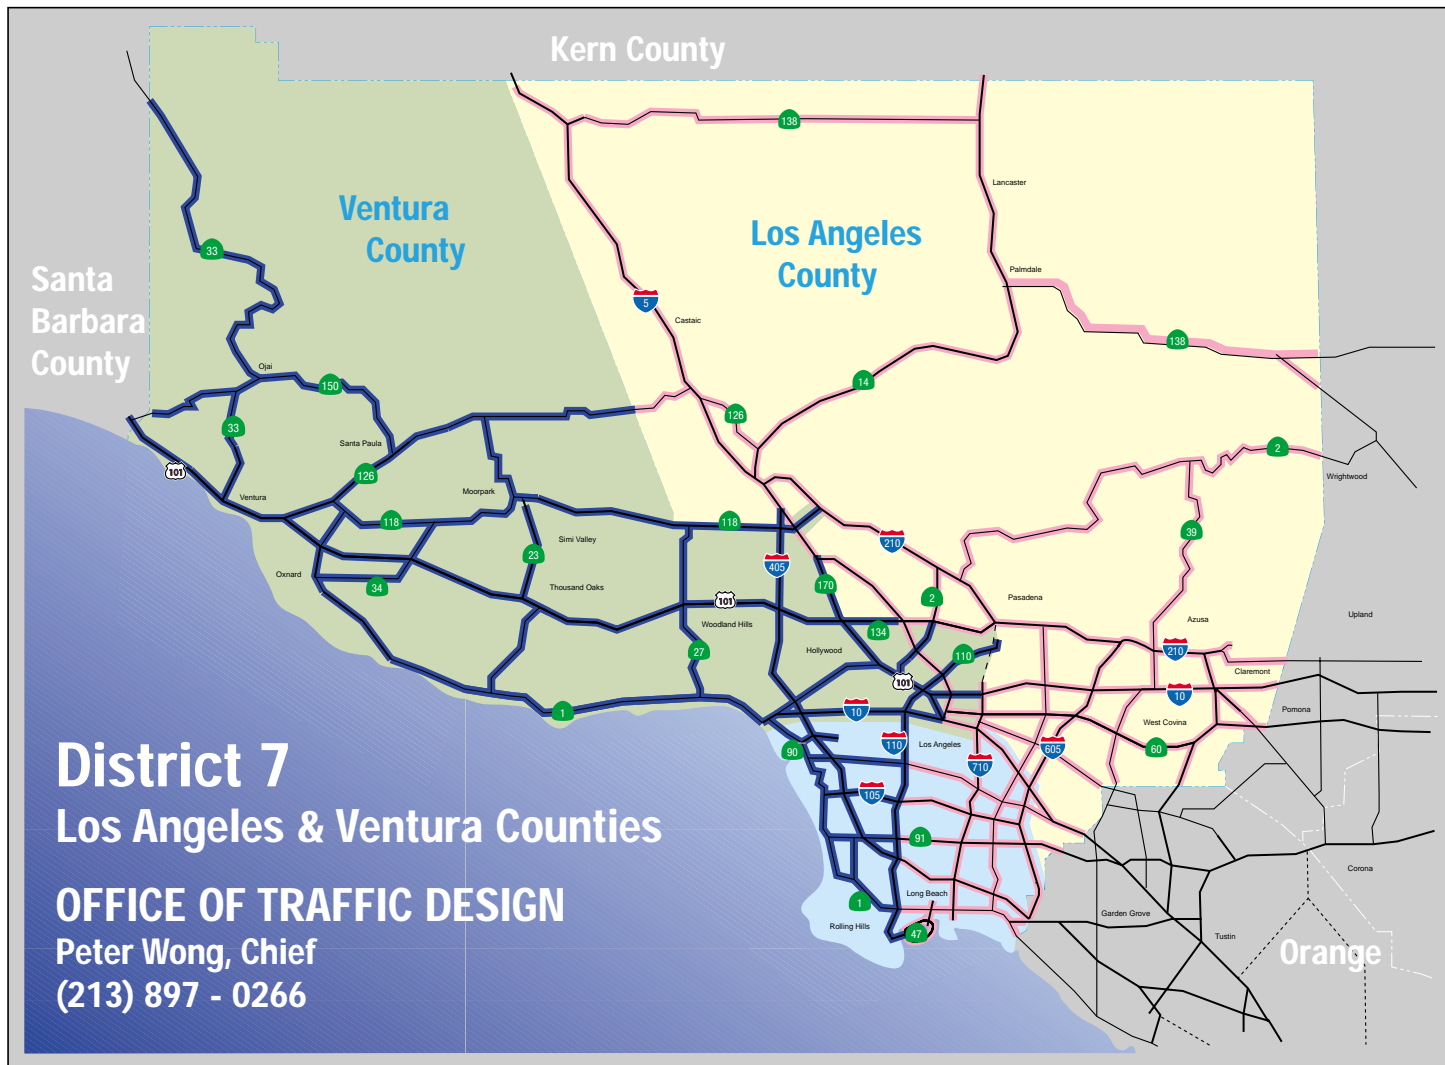 Kern County
138
Lancaster
Ventura
County
Los Angeles
County
33
Santa
Barbara
County
Palmdale
5
Castaic
138
Ojai
150
14
126
33
101
Santa Paula
126
2
Wrightwood
Ventura
Moorpark
118
118
39
Simi Valley
210
23
405
Oxnard
34
Thousand Oaks
170
101
2
Pasadena
Woodland Hills
134
Azusa
Upland
27
Hollywood
110
210
Claremont
101
10
1
10
Pomona
West Covina
90
110
Los Angeles
605
60
710
105
District 7
Los Angeles & Ventura Counties
91
Corona
OFFICE OF TRAFFIC DESIGN
Long Beach
1
Rolling Hills
47
Garden Grove
Tustin
Orange
Peter Wong, Chief
(213) 897 - 0266